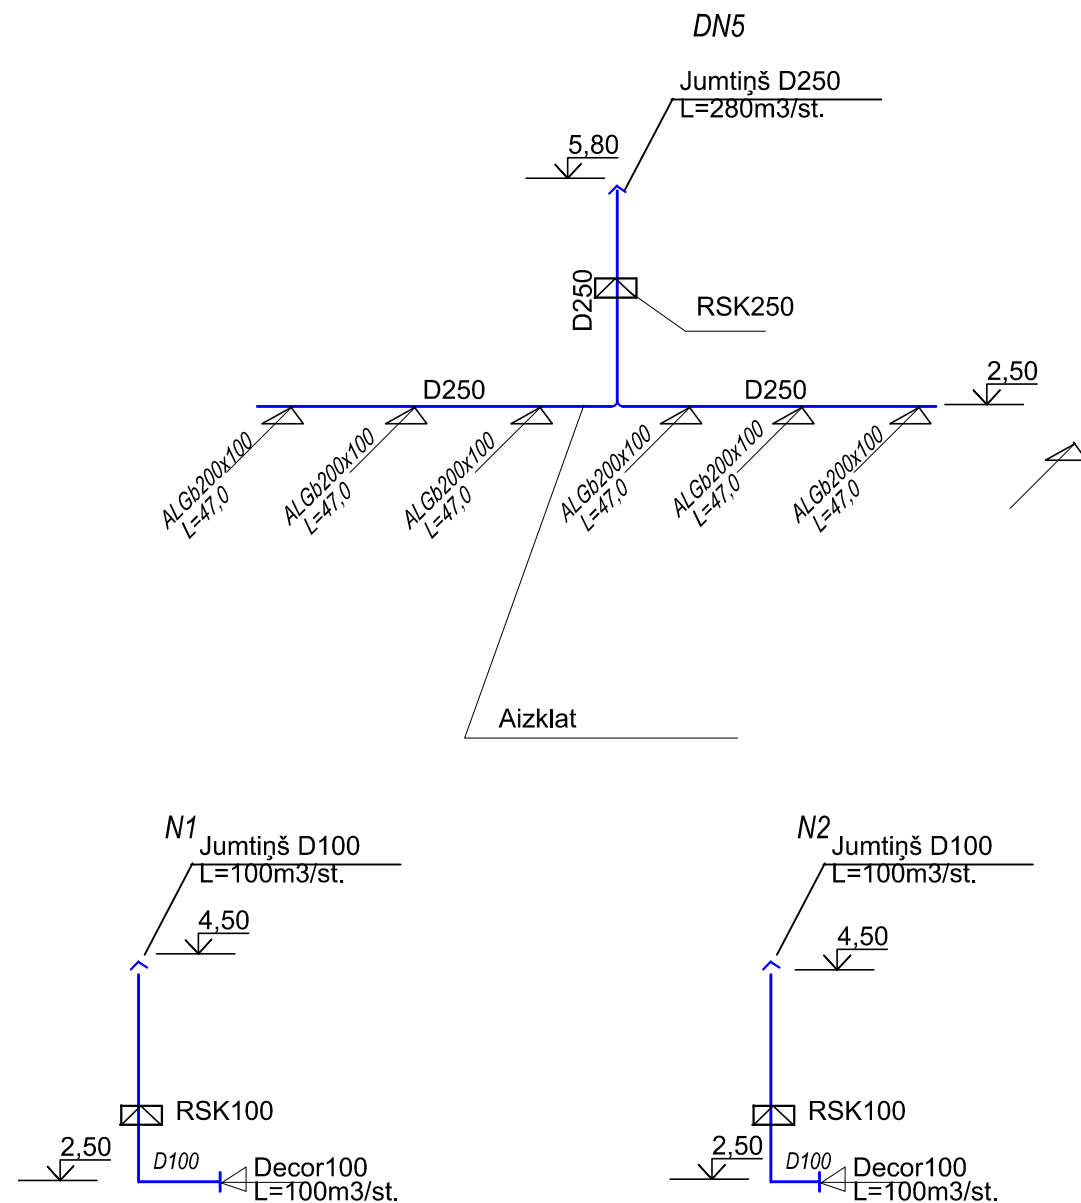 DN5
Jumtiņš D250
L=280m3/st.
5,80
D250
RSK250
D250
D250
2,50
ALGb200x100
L=47,0
ALGb200x100
L=47,0
ALGb200x100
L=47,0
ALGb200x100
L=47,0
ALGb200x100
L=47,0
ALGb200x100
L=47,0
Aizklat
N1
Jumtiņš D100
L=100m3/st.
4,50
RSK100
2,50
D100
Decor100
L=100m3/st.
N2
Jumtiņš D100
L=100m3/st.
4,50
RSK100
2,50
D100
Decor100
L=100m3/st.